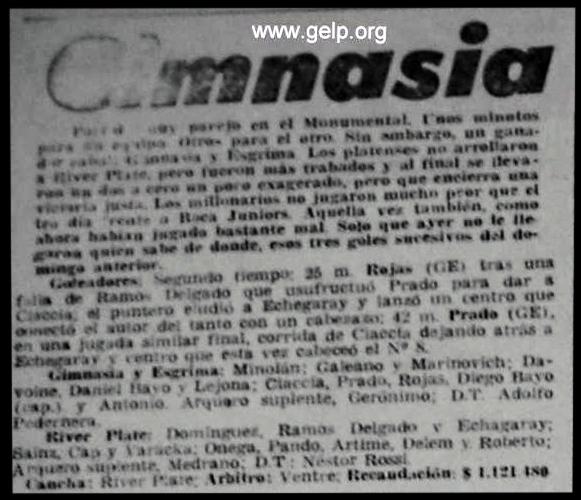 www.gelp.org
Gimnasia
muy parejo en el Monumental. Unos minutos
para un equipo. Otros para el otro. Sin embargo, un gana-
dor cabal: Gimnasia y Esgrima. Los platenses no arrollaron
a River Plate, pero fueron más trabados y al final se lleva-
ron un dos a cero un poco exagerado, pero que encierra una
victoria justa. Los millonarios no jugaron mucho peor que el
tro día frente a Boca Juniors. Aquella vez también, como
ahora habían jugado bastante mal. Solo que ayer no le lle-
garon quien sabe de donde, esos tres goles sucesivos del do-
mingo anterior.
Goleadores: Segundo tiempo: 25 m. Rojas (GE) tras una
falla de Ramos Delgado que usufructuó Prado para dar a
Ciaccia; el puntero eludió a Echegaray y lanzó un centro que
conectó el autor del tanto con un cabezazo; 42 m. Prado (GE),
en una jugada similar final, corrida de Ciaccia dejando atrás a
Echegaray y centro que esta vez cabeceó el Nº 8.
Gimnasia y Esgrima: Minoián; Galeano y Marinovich; Da-
voine, Daniel Bayo y Lejona; Ciaccia, Prado, Rojas, Diego Bayo
(cap.) y Antonio. Arquero suplente, Gerónimo; D.T. Adolfo
Pedernera.
River Plate: Domínguez, Ramos Delgado y Echagaray;
Sainz, Cap y Varacka; Onega, Pando, Artime, Delem y Roberto;
Arquero suplente, Medrano; D.T.: Néstor Rossi.
Cancha: River Plate; Arbitro: Ventre; Recaudación: $ 1.121.480